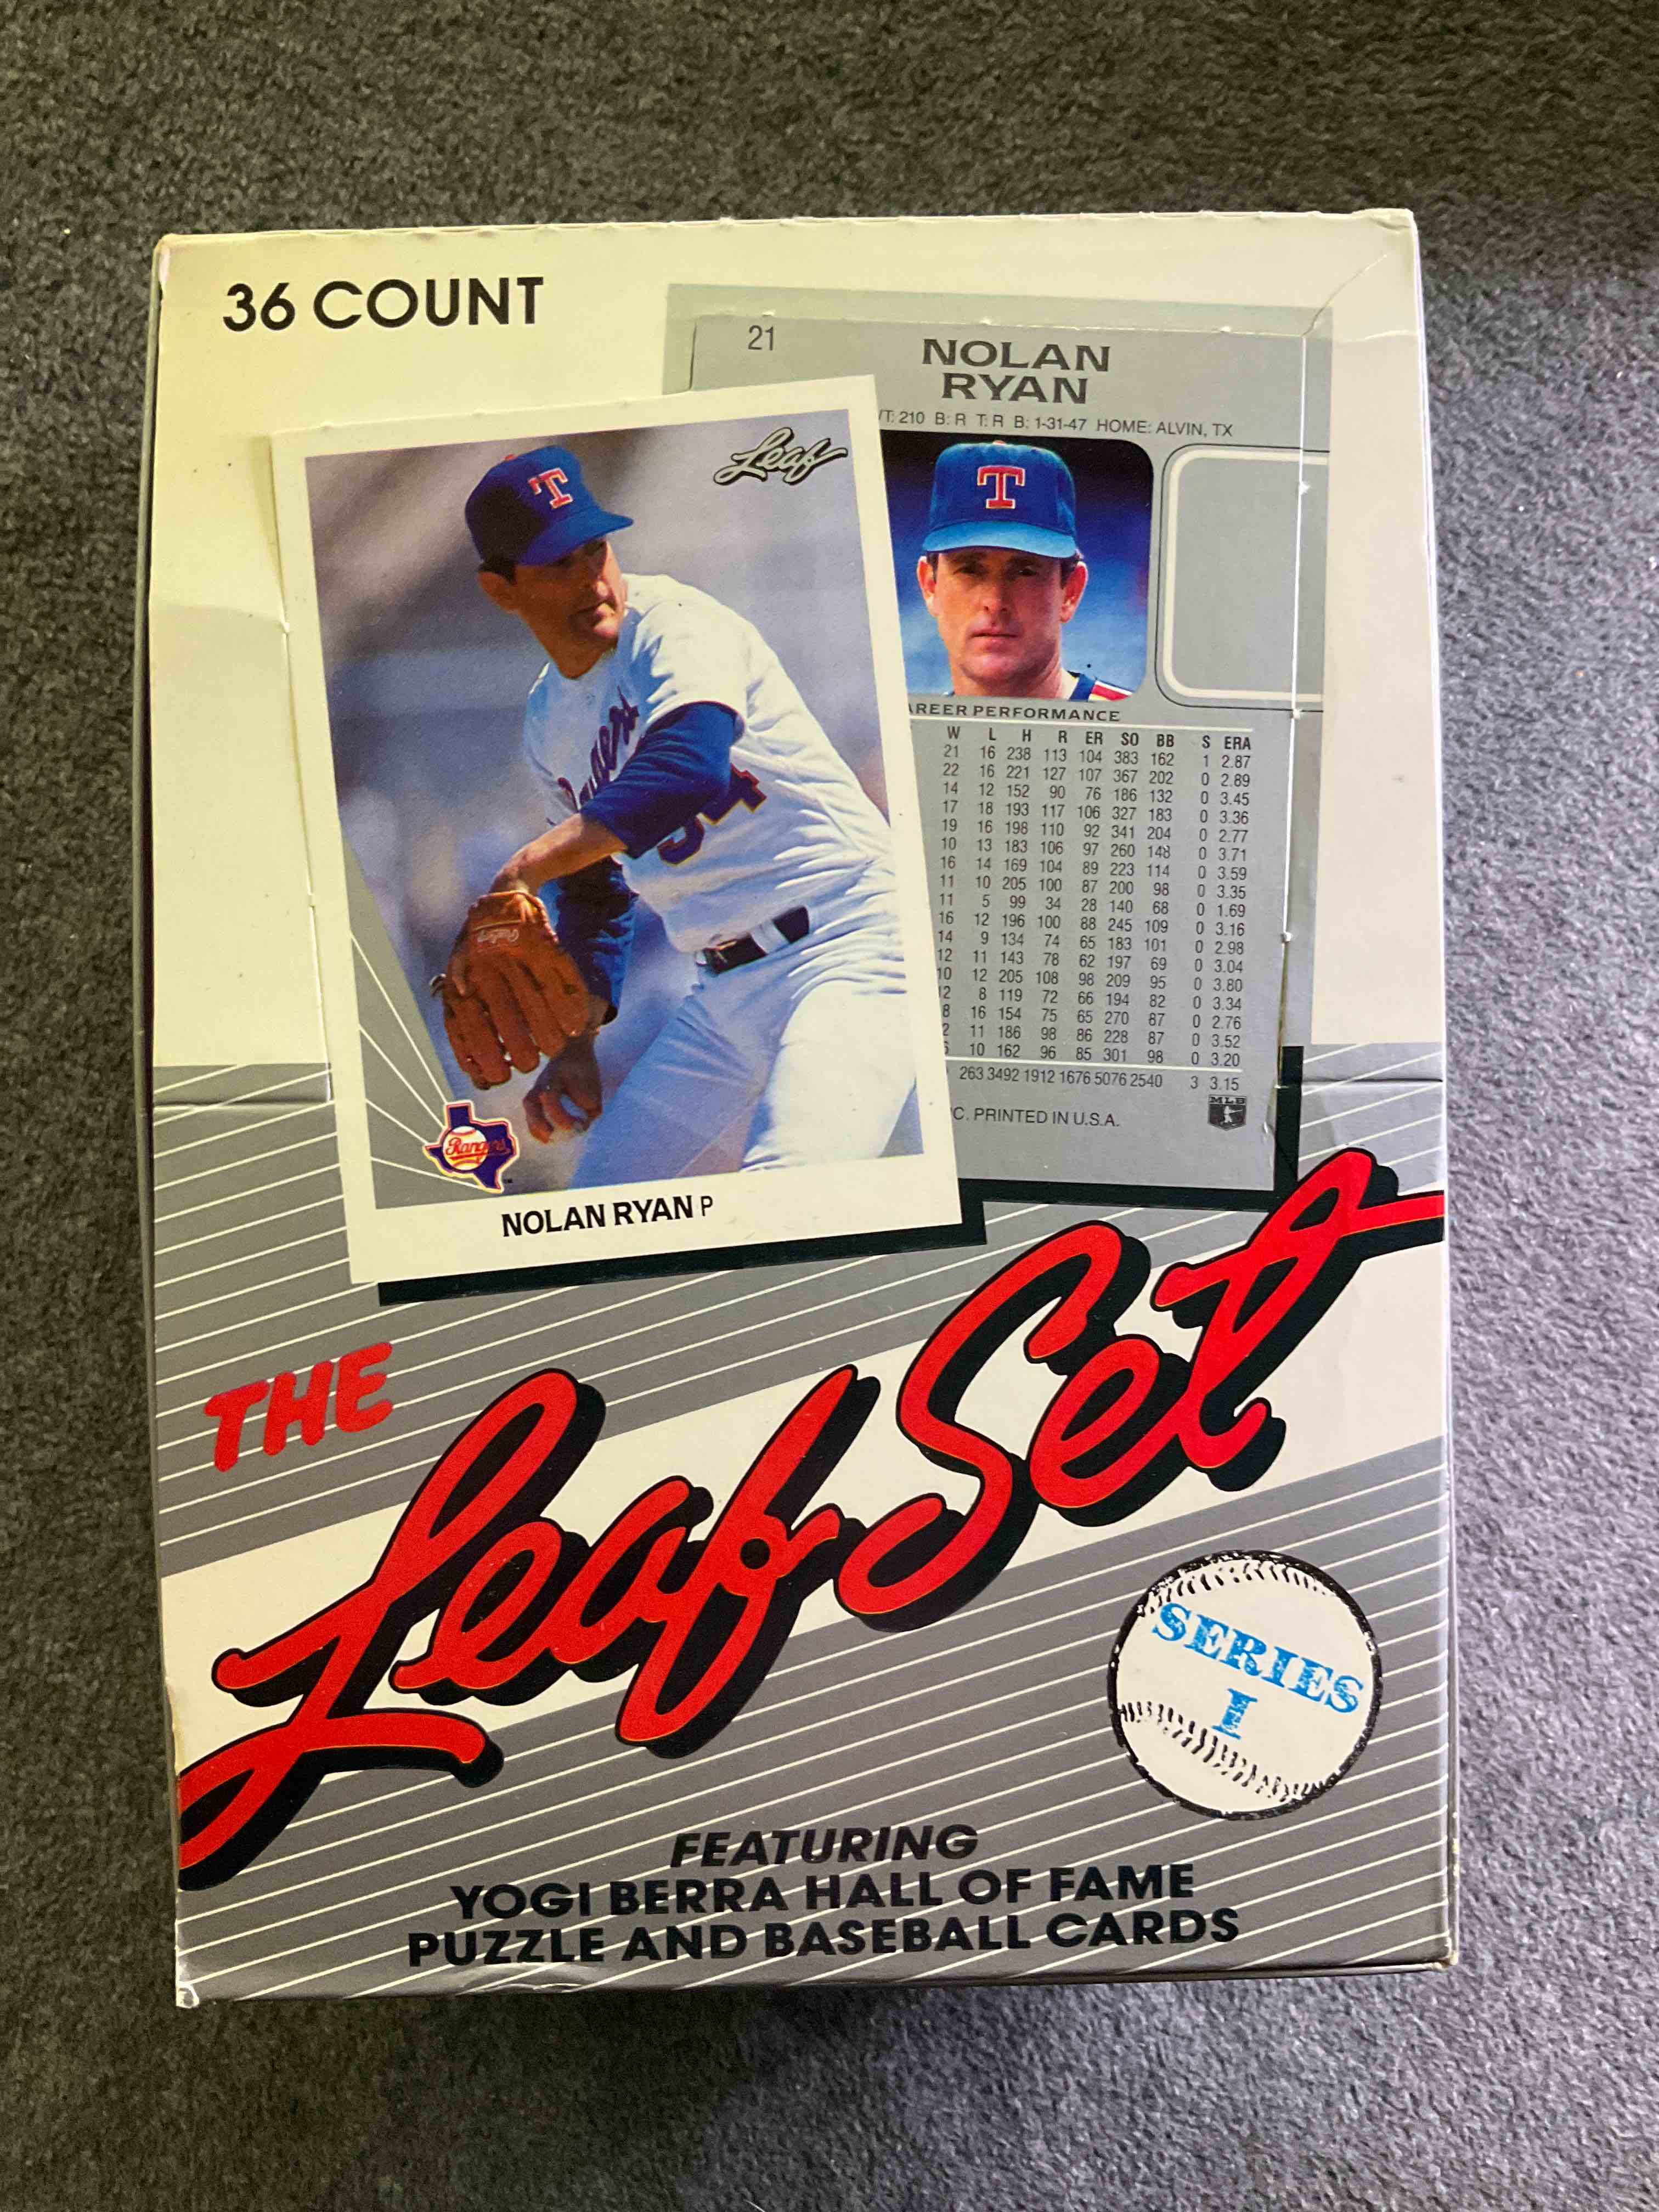 36 COUNT
21
NOLAN
RYAN
WT: 210 B: R T: R B: 1-31-47 HOME: ALVIN, TX
Leaf
T
T
Rangers
34
CAREER PERFORMANCE
W L H R ER SO BB S ERA
21 16 238 113 104 383 162 1 2.87
22 16 221 127 107 367 202 0 2.89
14 12 152 90 76 186 132 0 3.45
17 18 193 117 106 327 183 0 3.36
19 16 198 110 92 341 204 0 2.77
10 13 183 106 97 260 148 0 3.71
16 14 169 104 89 223 114 0 3.59
11 10 205 100 87 200 98 0 3.35
11 5 99 34 28 140 68 0 1.69
16 12 196 100 88 245 109 0 3.16
14 9 134 74 65 183 101 0 2.98
12 11 143 78 62 197 69 0 3.04
10 12 205 108 98 209 95 0 3.80
12 8 119 72 66 194 82 0 3.34
8 16 154 75 65 270 87 0 2.76
2 11 186 98 86 228 87 0 3.52
6 10 162 96 85 301 98 0 3.20
263 3492 1912 1676 5076 2540 3 3.15
C. PRINTED IN U.S.A.
MLB
Rangers
NOLAN RYAN P
THE
Leaf Set
SERIES
I
FEATURING
YOGI BERRA HALL OF FAME
PUZZLE AND BASEBALL CARDS